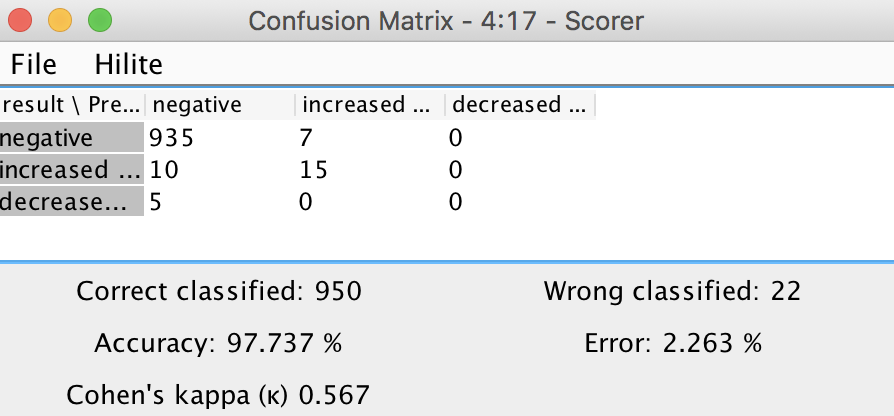 Confusion Matrix - 4:17 - Scorer
File Hilite
result \ Pre... negative increased ... decreased ...
negative 935 7 0
increased ... 10 15 0
decrease... 5 0 0
Correct classified: 950 Wrong classified: 22
Accuracy: 97.737 % Error: 2.263 %
Cohen's kappa (κ) 0.567